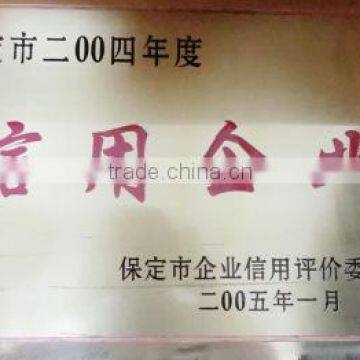 市二00四年度
信用企业
trade.china.cn
保定市企业信用评价委
二00五年一月